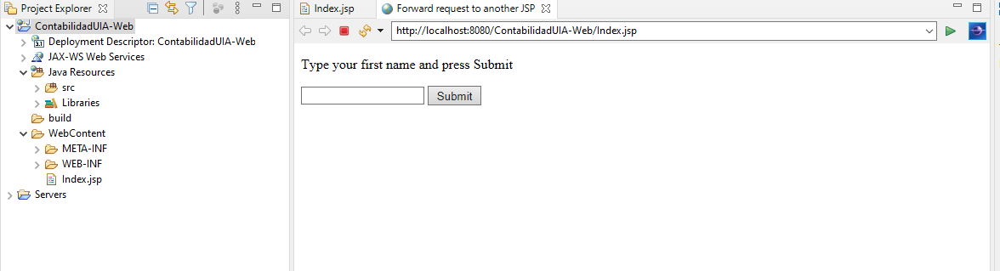 Project Explorer
ContabilidadUIA-Web
3.1 Deployment Descriptor: ContabilidadUIA-Web
JAX-WS Web Services
Java Resources
src
Libraries
build
WebContent
META-INF
WEB-INF
Index.jsp
Servers
Index.jsp
Forward request to another JSP
http://localhost:8080/ContabilidadUIA-Web/Index.jsp
Type your first name and press Submit
Submit